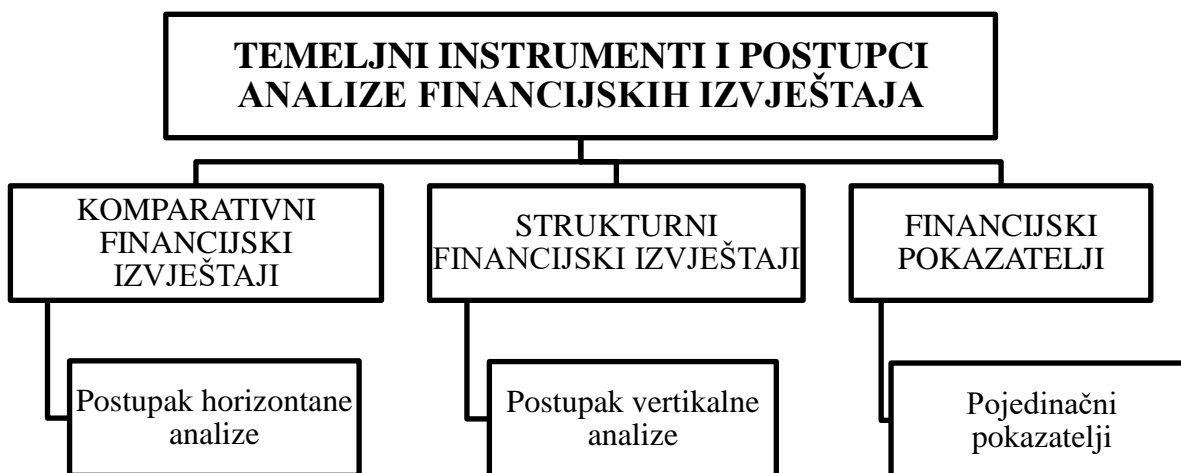 TEMELJNI INSTRUMENTI I POSTUPCI
ANALIZE FINANCIJSKIH IZVJEŠTAJA
KOMPARATIVNI
FINANCIJSKI
IZVJEŠTAJI
STRUKTURNI
FINANCIJSKI IZVJEŠTAJI
FINANCIJSKI
POKAZATELJI
Postupak horizontane
analize
Postupak vertikalne
analize
Pojedinačni
pokazatelji